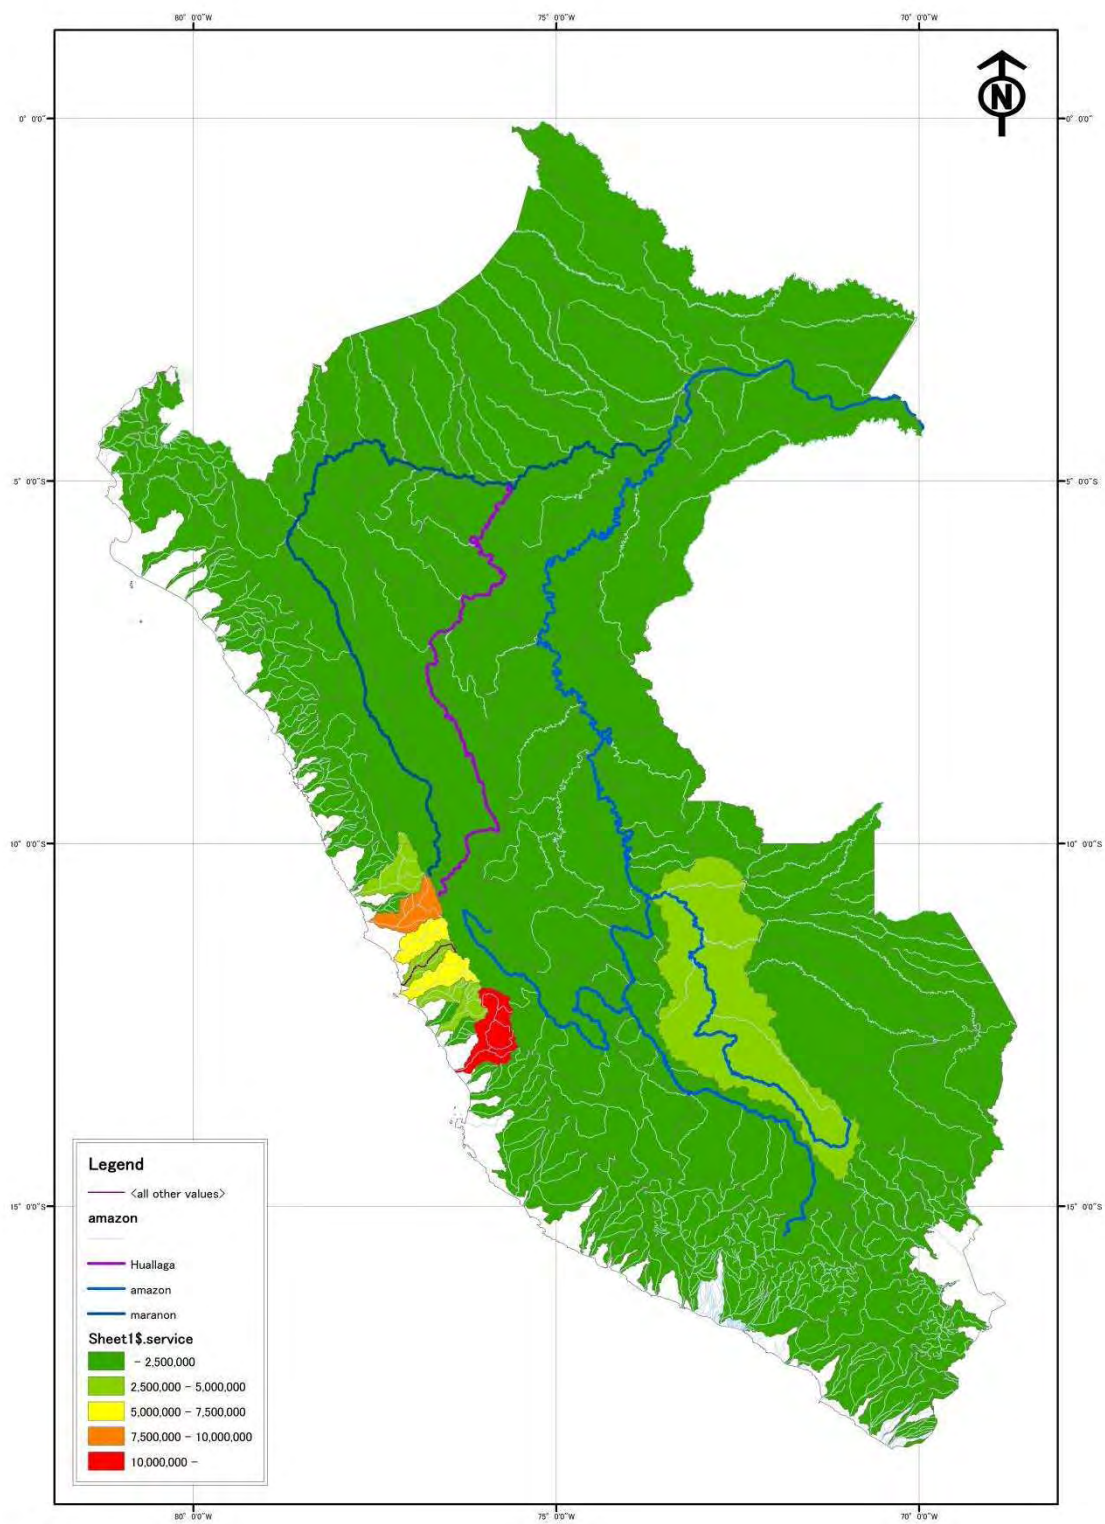 80° 0'0"W
75° 0'0"W
70° 0'0"W
N
0° 0'0"
0° 0'0"
5° 0'0"S
5° 0'0"S
10° 0'0"S
10° 0'0"S
15° 0'0"S
15° 0'0"S
Legend
<all other values>
amazon
Huallaga
amazon
maranon
Sheet1$.service
- 2,500,000
2,500,000 - 5,000,000
5,000,000 - 7,500,000
7,500,000 - 10,000,000
10,000,000 -
80° 0'0"W
75° 0'0"W
70° 0'0"W